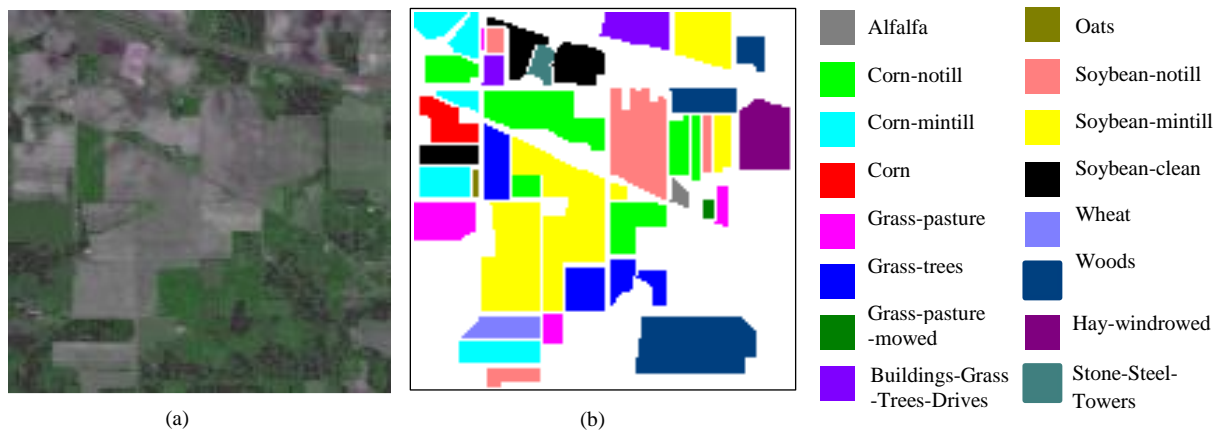 Alfalfa
Corn-notill
Corn-mintill
Corn
Grass-pasture
Grass-trees
Grass-pasture
-mowed
Buildings-Grass
-Trees-Drives
Oats
Soybean-notill
Soybean-mintill
Soybean-clean
Wheat
Woods
Hay-windrowed
Stone-Steel-
Towers
(a)
(b)